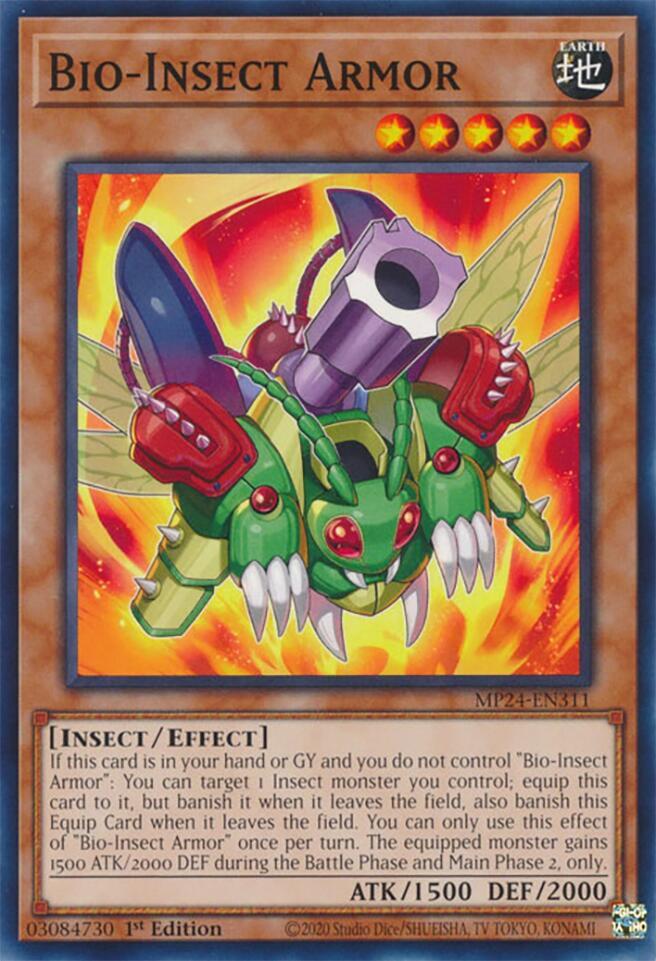 BIO-INSECT ARMOR
EARTH
地
MP24-EN311
[INSECT/EFFECT]
If this card is in your hand or GY and you do not control "Bio-Insect
Armor": You can target 1 Insect monster you control; equip this
card to it, but banish it when it leaves the field, also banish this
Equip Card when it leaves the field. You can only use this effect
of "Bio-Insect Armor" once per turn. The equipped monster gains
1500 ATK/2000 DEF during the Battle Phase and Main Phase 2, only.
ATK/1500 DEF/2000
03084730 1st Edition
©2020 Studio Dice/SHUEISHA, TV TOKYO, KONAMI